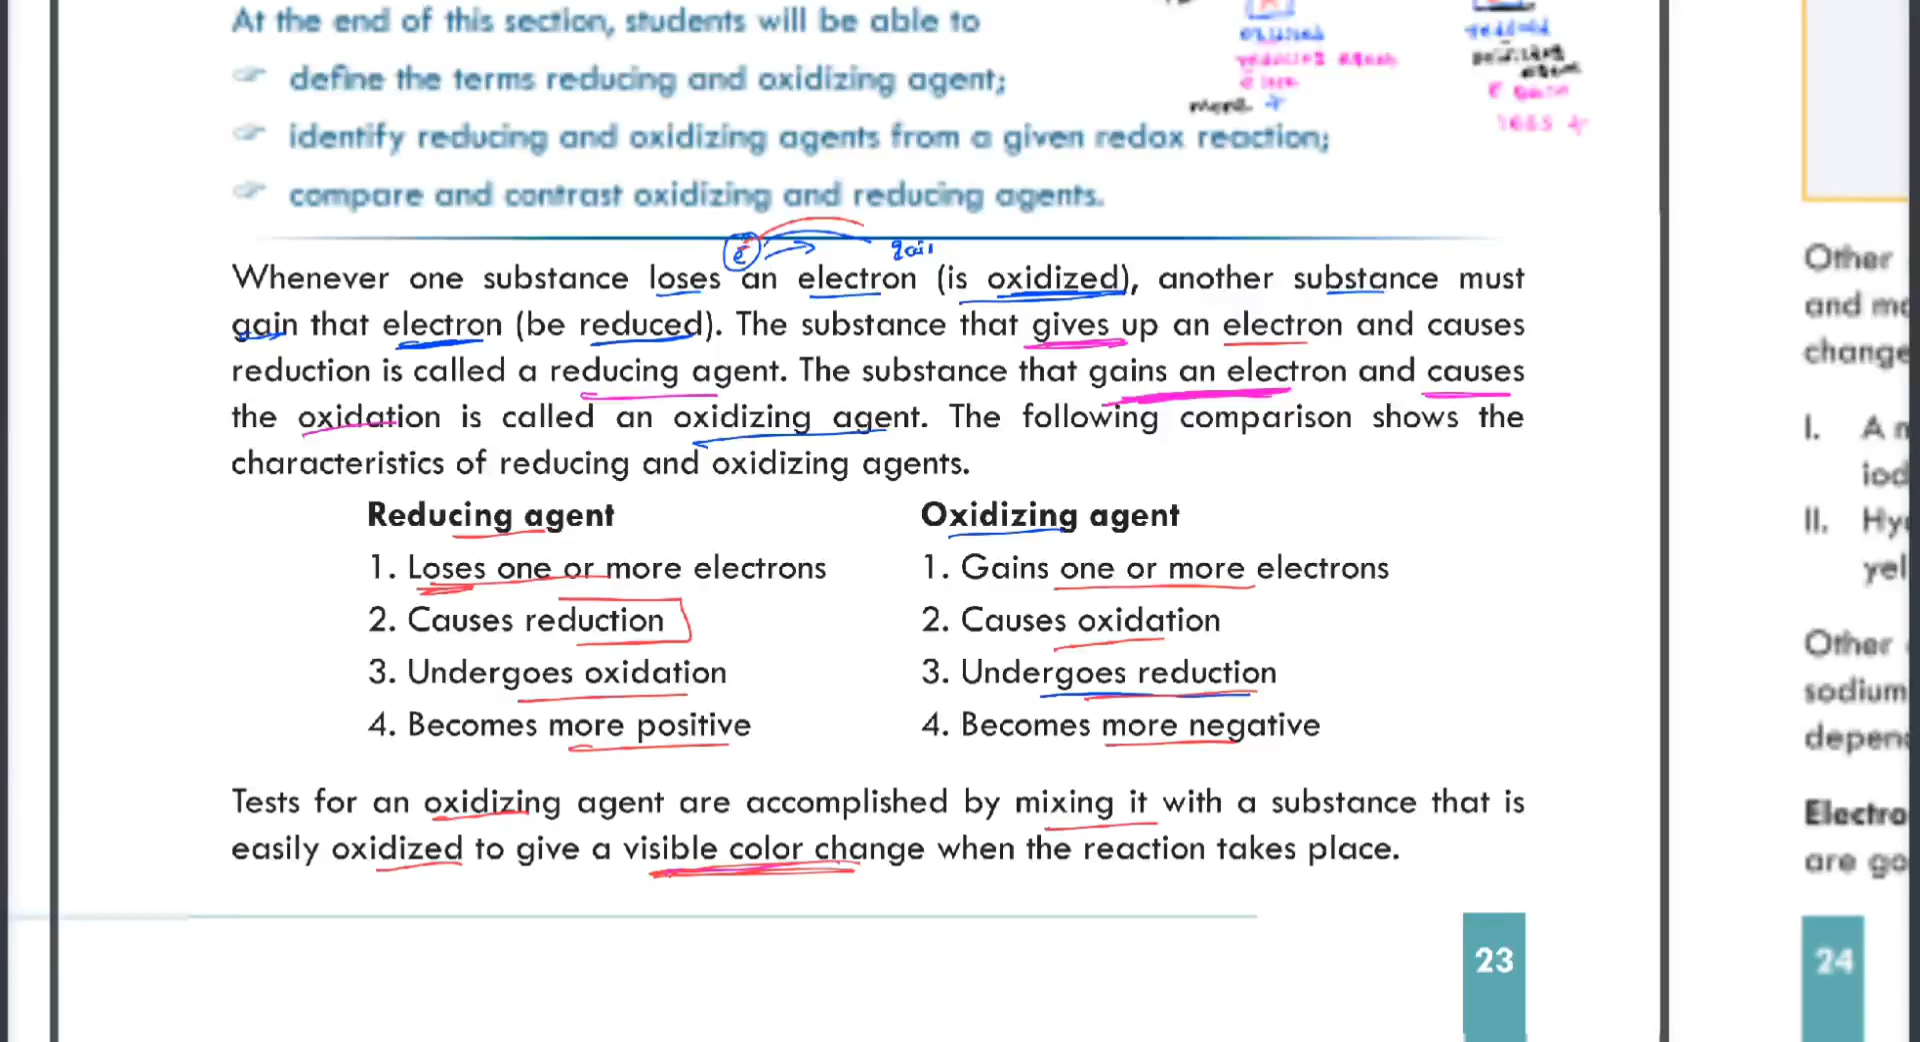 At the end of this section, students will be able to
define the terms reducing and oxidizing agent;
identify reducing and oxidizing agents from a given redox reaction;
compare and contrast oxidizing and reducing agents.
more +
less +
e gain
Whenever one substance loses an electron (is oxidized), another substance must
gain that electron (be reduced). The substance that gives up an electron and causes
reduction is called a reducing agent. The substance that gains an electron and causes
the oxidation is called an oxidizing agent. The following comparison shows the
characteristics of reducing and oxidizing agents.
Reducing agent
1. Loses one or more electrons
2. Causes reduction
3. Undergoes oxidation
4. Becomes more positive
Oxidizing agent
1. Gains one or more electrons
2. Causes oxidation
3. Undergoes reduction
4. Becomes more negative
Tests for an oxidizing agent are accomplished by mixing it with a substance that is
easily oxidized to give a visible color change when the reaction takes place.
23
Other
and
change
I. A
II.
Other
sodium
are
24